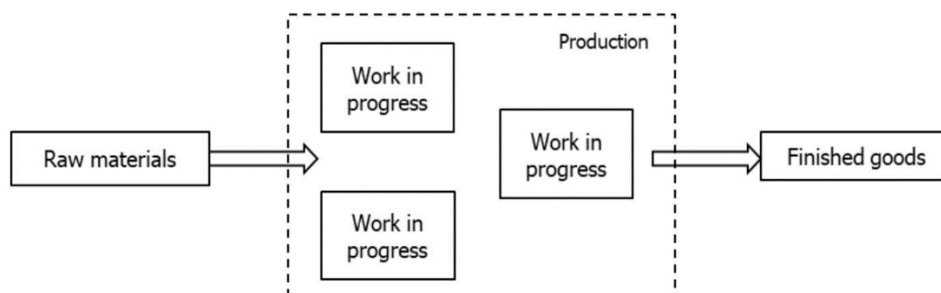 Production
Work in
progress
Raw materials
Work in
progress
Finished goods
Work in
progress